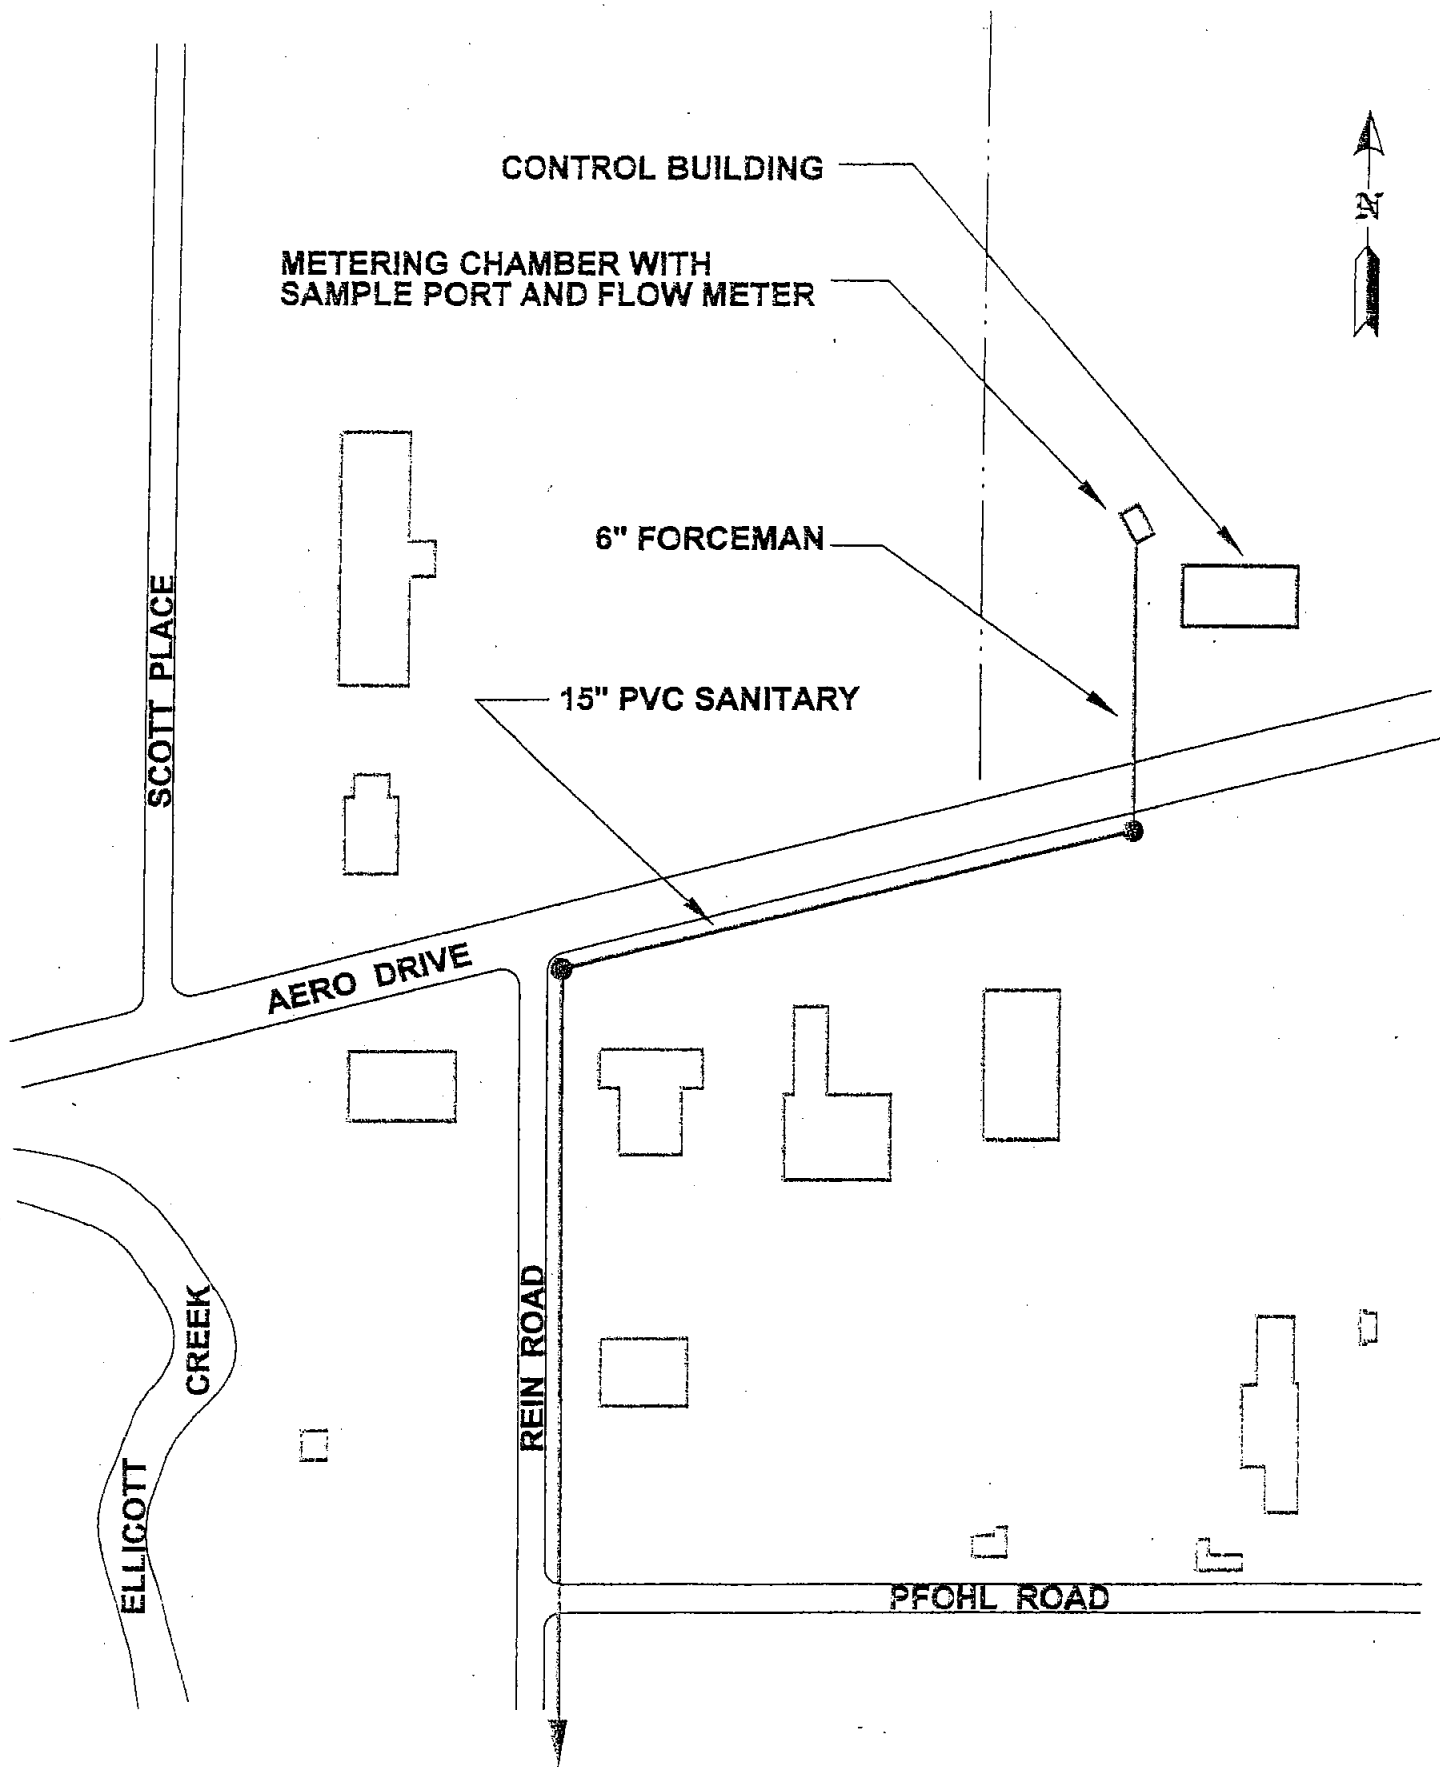 CONTROL BUILDING
METERING CHAMBER WITH
SAMPLE PORT AND FLOW METER
N
6" FORCEMAN
SCOTT PLACE
15" PVC SANITARY
AERO DRIVE
REIN ROAD
CREEK
ELLICOTT
PFOHL ROAD